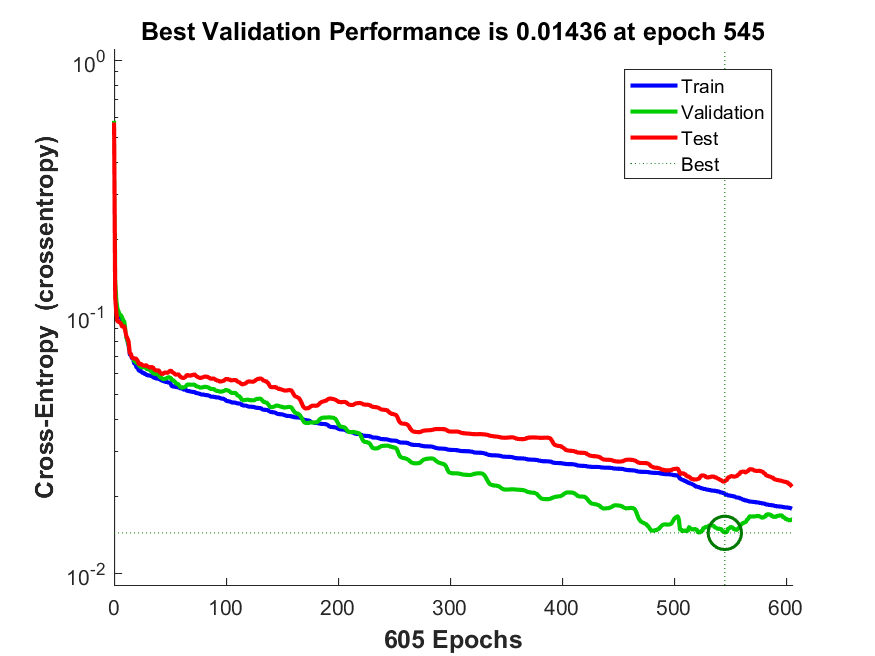 Best Validation Performance is 0.01436 at epoch 545
Cross-Entropy (crossentropy)
10^0
10^-1
10^-2
Train
Validation
Test
Best
0 100 200 300 400 500 600
605 Epochs